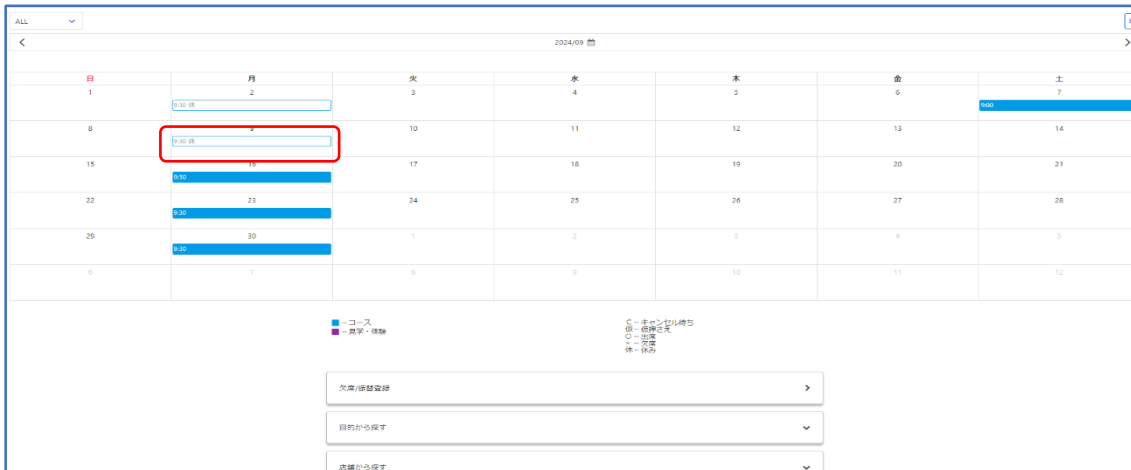 ALL
2024/09
日 月 火 水 木 金 土
1 2 3 4 5 6 7
9:30 休 9:00
8 9 10 11 12 13 14
9:30 休
15 16 17 18 19 20 21
9:30
22 23 24 25 26 27 28
9:30
29 30 1 2 3 4 5
9:30
6 7 8 9 10 11 12
－コース
－見学・体験
C－キャンセル待ち
仮－仮押さえ
○－出席
×－欠席
休－休み
欠席/振替登録
目的から探す
店舗から探す